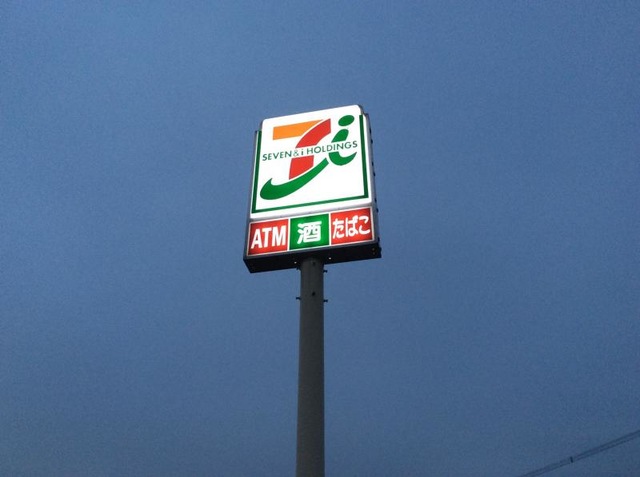 7i
SEVEN&i HOLDINGS
ATM 酒 たばこ